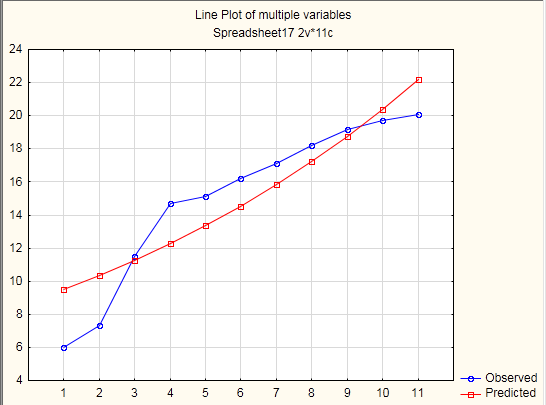 Line Plot of multiple variables
Spreadsheet17 2v*11c
24
22
20
18
16
14
12
10
8
6
4
1 2 3 4 5 6 7 8 9 10 11
Observed
Predicted